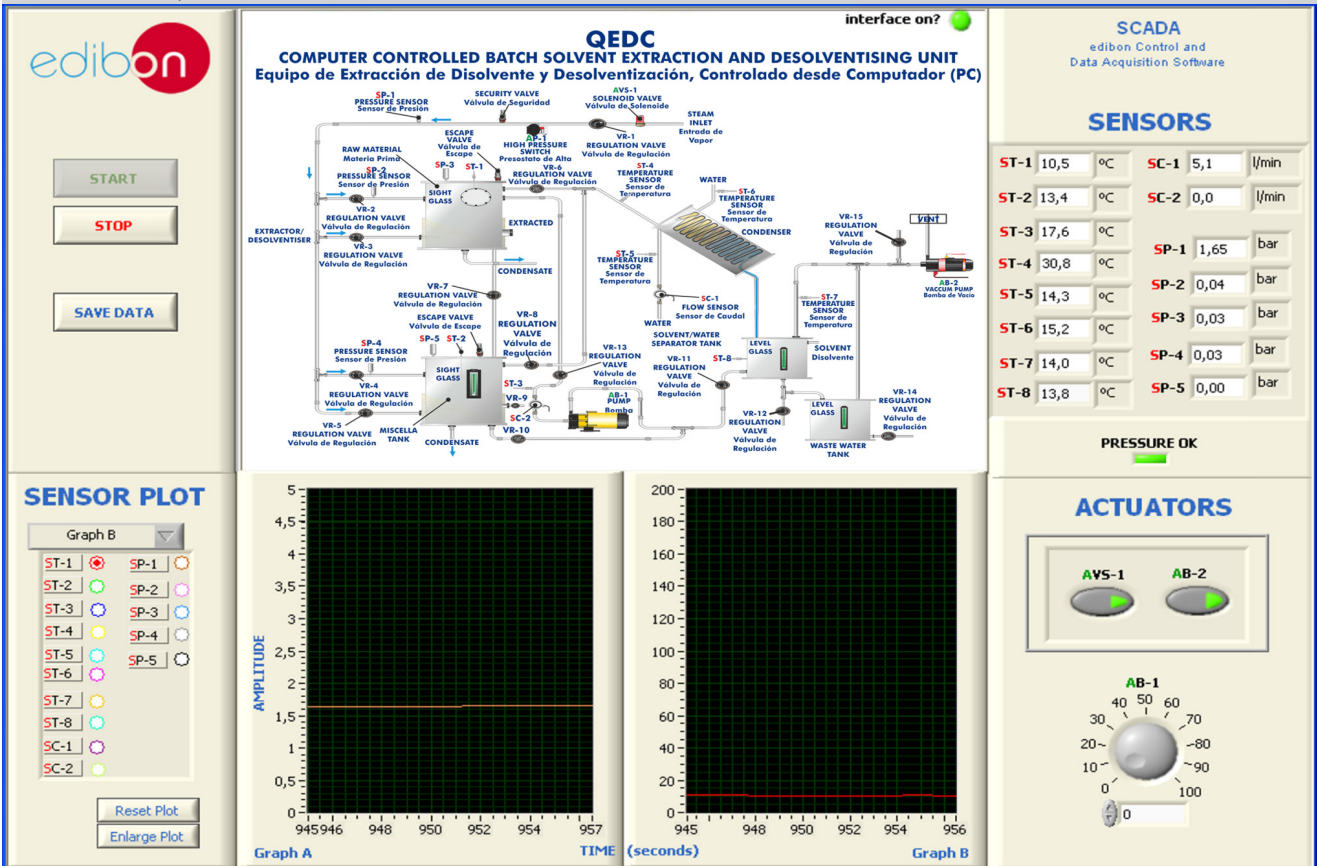 edibon
START
STOP
SAVE DATA
interface on?
QEDC
COMPUTER CONTROLLED BATCH SOLVENT EXTRACTION AND DESOLVENTISING UNIT
Equipo de Extracción de Disolvente y Desolventización, Controlado desde Computador (PC)
SP-1
PRESSURE SENSOR
Sensor de Presión
SECURITY VALVE
Válvula de Seguridad
AVS-1
SOLENOID VALVE
Válvula de Solenoide
STEAM
INLET
Entrada de
Vapor
ESCAPE
VALVE
Válvula de
Escape
AP-1
HIGH PRESSURE
SWITCH
Presostato de Alta
VR-1
REGULATION VALVE
Válvula de Regulación
RAW MATERIAL
Materia Prima
SP-2
PRESSURE SENSOR
Sensor de Presión
SP-3
ST-1
VR-6
REGULATION VALVE
Válvula de Regulación
ST-4
TEMPERATURE
SENSOR
Sensor de
Temperatura
WATER
ST-6
TEMPERATURE
SENSOR
Sensor de
Temperatura
SIGHT
GLASS
VR-2
REGULATION VALVE
Válvula de Regulación
EXTRACTOR/
DESOLVENTISER
VR-3
REGULATION VALVE
Válvula de Regulación
EXTRACTED
CONDENSATE
CONDENSER
VR-15
REGULATION
VALVE
Válvula de
Regulación
VENT
AB-2
VACCUM PUMP
Bomba de Vacio
ST-5
TEMPERATURE
SENSOR
Sensor de
Temperatura
VR-7
REGULATION VALVE
Válvula de Regulación
SC-1
FLOW SENSOR
Sensor de Caudal
WATER
ST-7
TEMPERATURE
SENSOR
Sensor de
Temperatura
ESCAPE VALVE
Válvula de Escape
VR-8
REGULATION
VALVE
Válvula de
Regulación
SP-4
PRESSURE SENSOR
Sensor de Presión
SP-5
ST-2
SOLVENT/WATER
SEPARATOR TANK
LEVEL
GLASS
SOLVENT
Disolvente
VR-13
REGULATION
VALVE
Válvula de
Regulación
VR-11
REGULATION
VALVE
Válvula de
Regulación
ST-8
SIGHT
GLASS
VR-4
REGULATION VALVE
Válvula de Regulación
ST-3
VR-9
SC-2
AB-1
PUMP
Bomba
VR-5
REGULATION VALVE
Válvula de Regulación
MISCELLA
TANK
CONDENSATE
VR-10
VR-12
REGULATION
VALVE
Válvula de
Regulación
LEVEL
GLASS
VR-14
REGULATION
VALVE
Válvula de
Regulación
WASTE WATER
TANK
SCADA
edibon Control and
Data Acquisition Software
SENSORS
ST-1 10,5 ºC SC-1 5,1 l/min
ST-2 13,4 ºC SC-2 0,0 l/min
ST-3 17,6 ºC SP-1 1,65 bar
ST-4 30,8 ºC SP-2 0,04 bar
ST-5 14,3 ºC SP-3 0,03 bar
ST-6 15,2 ºC SP-4 0,03 bar
ST-7 14,0 ºC SP-5 0,00 bar
ST-8 13,8 ºC
PRESSURE OK
SENSOR PLOT
Graph B
ST-1 SP-1
ST-2 SP-2
ST-3 SP-3
ST-4 SP-4
ST-5 SP-5
ST-6
ST-7
ST-8
SC-1
SC-2
Reset Plot
Enlarge Plot
AMPLITUDE
5
4,5
4
3,5
3
2,5
2
1,5
1
0,5
0
945 946 948 950 952 954 957
Graph A
TIME (seconds)
200
180
160
140
120
100
80
60
40
20
0
945 948 950 952 954 956
Graph B
ACTUATORS
AVS-1 AB-2
AB-1
0 10 20 30 40 50 60 70 80 90 100
0